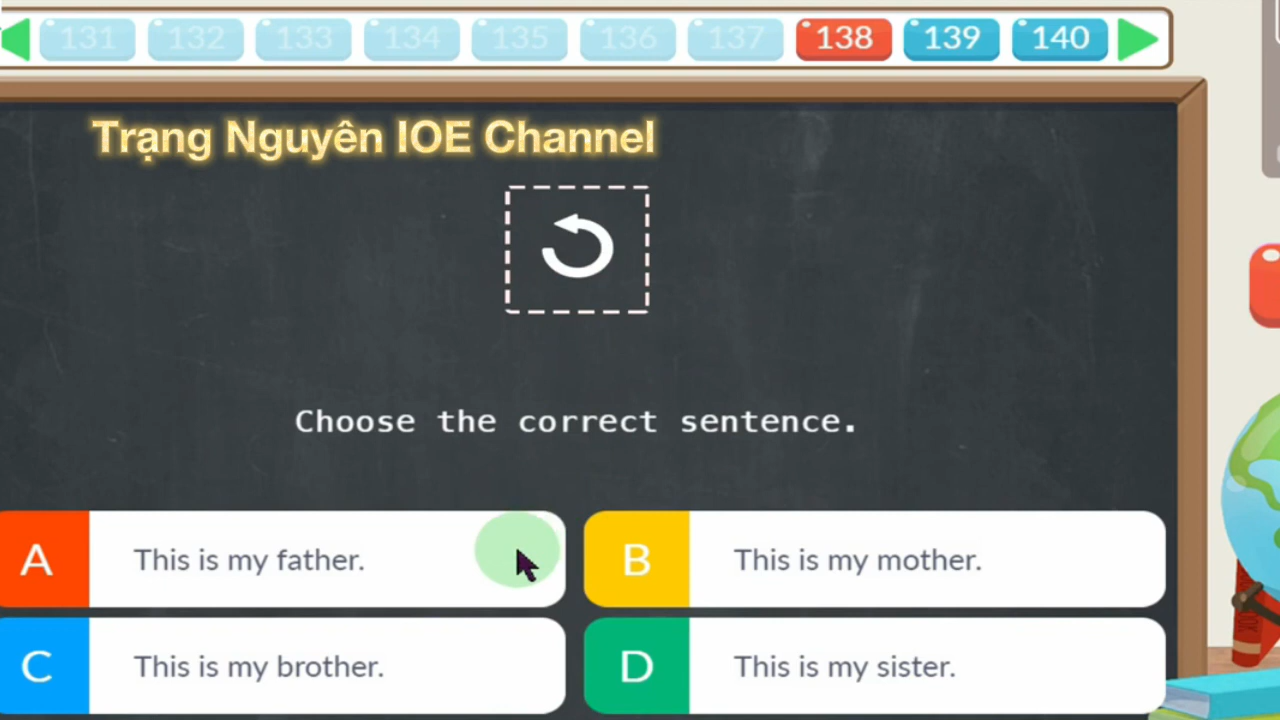 131 132 133 134 135 136 137 138 139 140
Trạng Nguyên IOE Channel
Choose the correct sentence.
A This is my father.
B This is my mother.
C This is my brother.
D This is my sister.